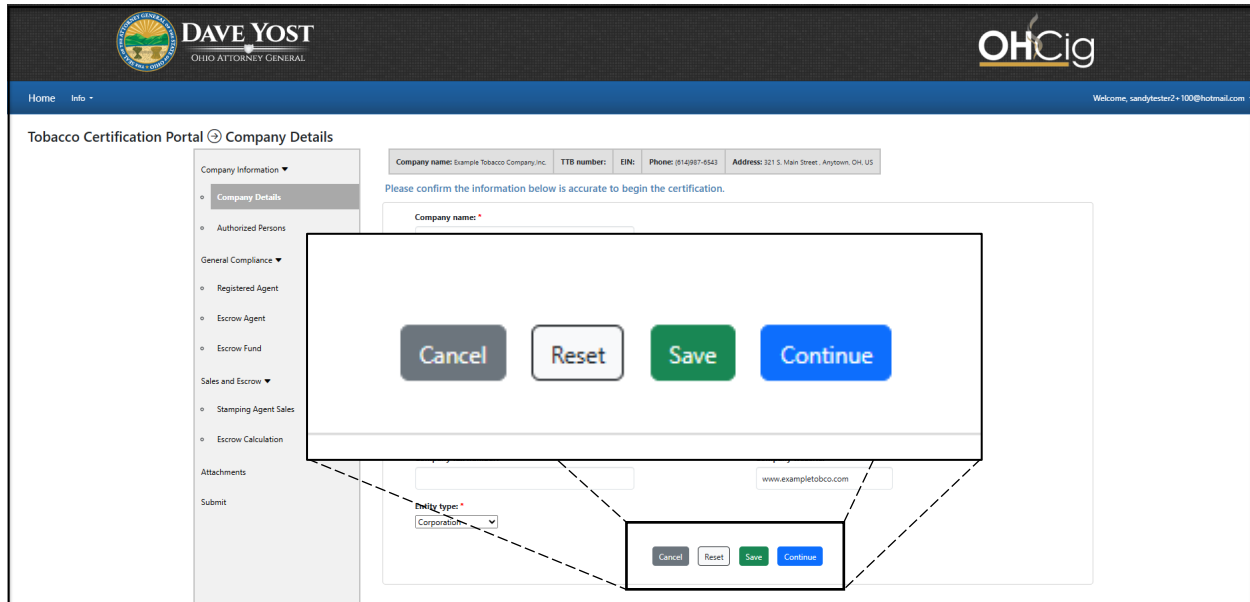 DAVE YOST
OHIO ATTORNEY GENERAL
OHCig
Home Info
Welcome, sandytester2+100@hotmail.com
Tobacco Certification Portal Company Details
Company Information
Company Details
Authorized Persons
General Compliance
Registered Agent
Escrow Agent
Escrow Fund
Sales and Escrow
Stamping Agent Sales
Escrow Calculation
Attachments
Submit
Company name: Example Tobacco Company,Inc. TTB number: EIN: Phone: (614)987-6543 Address: 321 S. Main Street , Anytown, OH, US
Please confirm the information below is accurate to begin the certification.
Company name: *
Cancel Reset Save Continue
www.exampletobco.com
Entity type: *
Corporation
Cancel Reset Save Continue